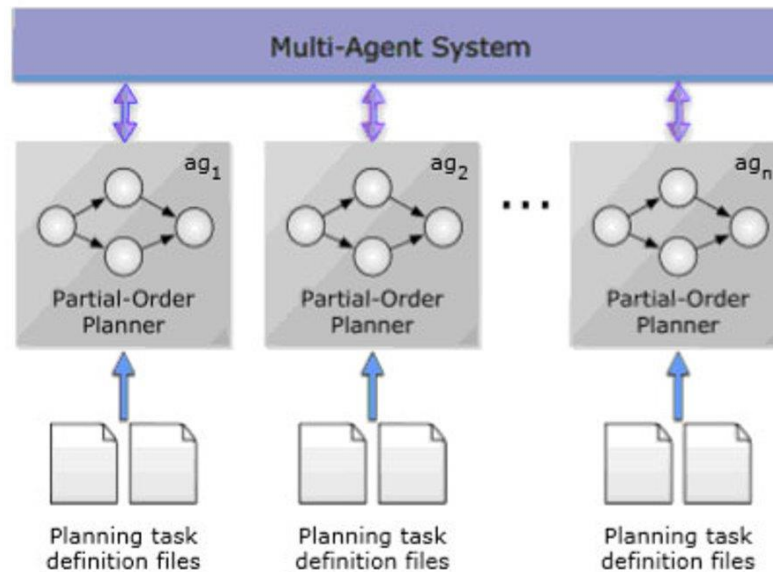 Multi-Agent System
ag1
ag2
...
agn
Partial-Order
Planner
Partial-Order
Planner
Partial-Order
Planner
Planning task
definition files
Planning task
definition files
Planning task
definition files